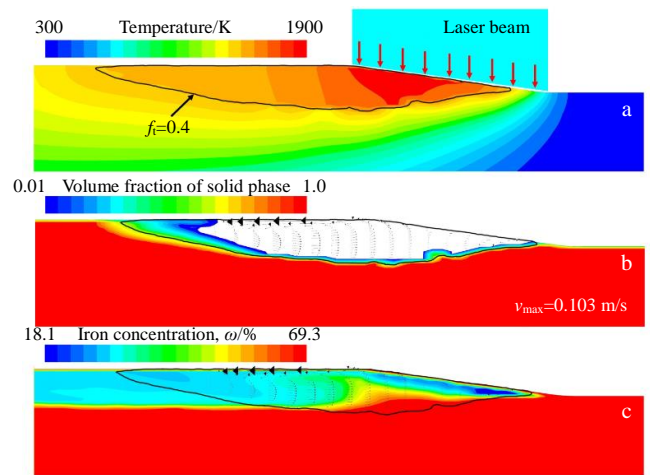 300 Temperature/K 1900
Laser beam
fₜ=0.4
a
0.01 Volume fraction of solid phase 1.0
b
vmax=0.103 m/s
18.1 Iron concentration, ω/% 69.3
c